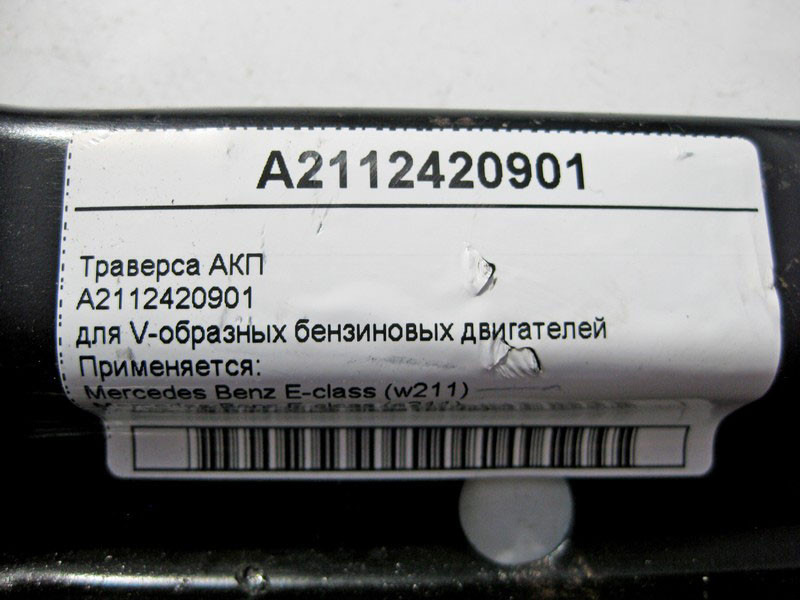 A2112420901
Траверса АКП
A2112420901
для V-образных бензиновых двигателей
Применяется:
Mercedes Benz E-class (w211)